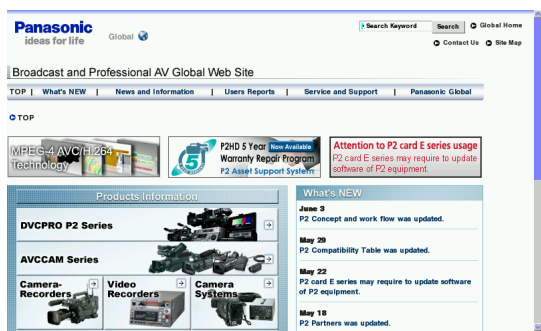 Panasonic
ideas for life
Global
Search Keyword
Search
Global Home
Contact Us
Site Map
Broadcast and Professional AV Global Web Site
TOP | What's NEW | News and Information | Users Reports | Service and Support | Panasonic Global
TOP
MPEG-4 AVC/H.264
Technology
5
P2HD 5 Year Now Available
Warranty Repair Program
P2 Asset Support System
Attention to P2 card E series usage
P2 card E series may require to update
software of P2 equipment.
Products Information
DVCPRO P2 Series
AVCCAM Series
Camera-
Recorders
Video
Recorders
Camera
Systems
What's NEW
June 3
P2 Concept and work flow was updated.
May 29
P2 Compatibility Table was updated.
May 22
P2 card E series may require to update software
of P2 equipment.
May 18
P2 Partners was updated.